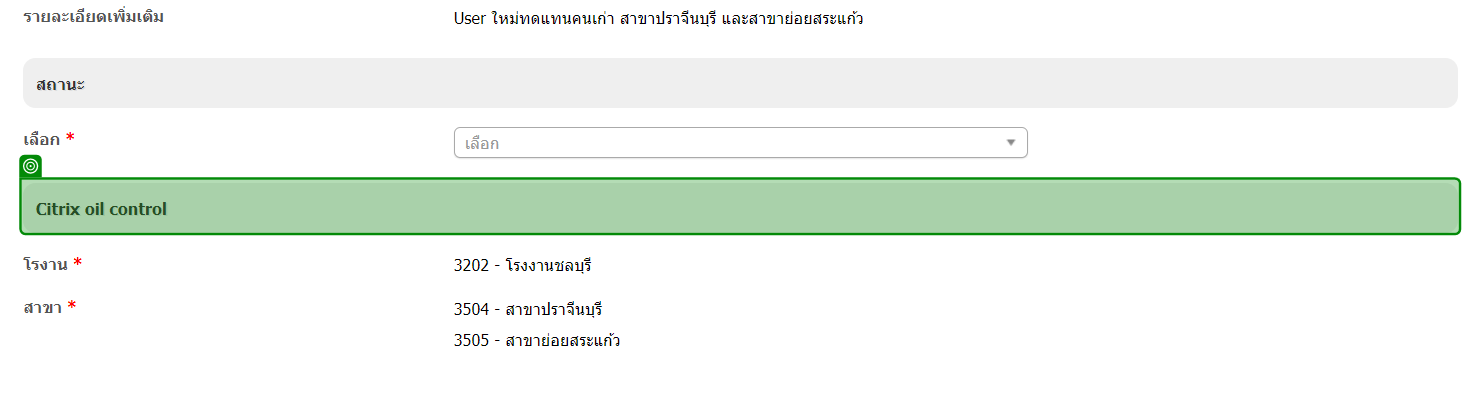 รายละเอียดเพิ่มเติม User ใหม่ทดแทนคนเก่า สาขาปราจีนบุรี และสาขาย่อยสระแก้ว
สถานะ
เลือก * เลือก
Citrix oil control
โรงาน * 3202 - โรงงานชลบุรี
สาขา * 3504 - สาขาปราจีนบุรี
3505 - สาขาย่อยสระแก้ว